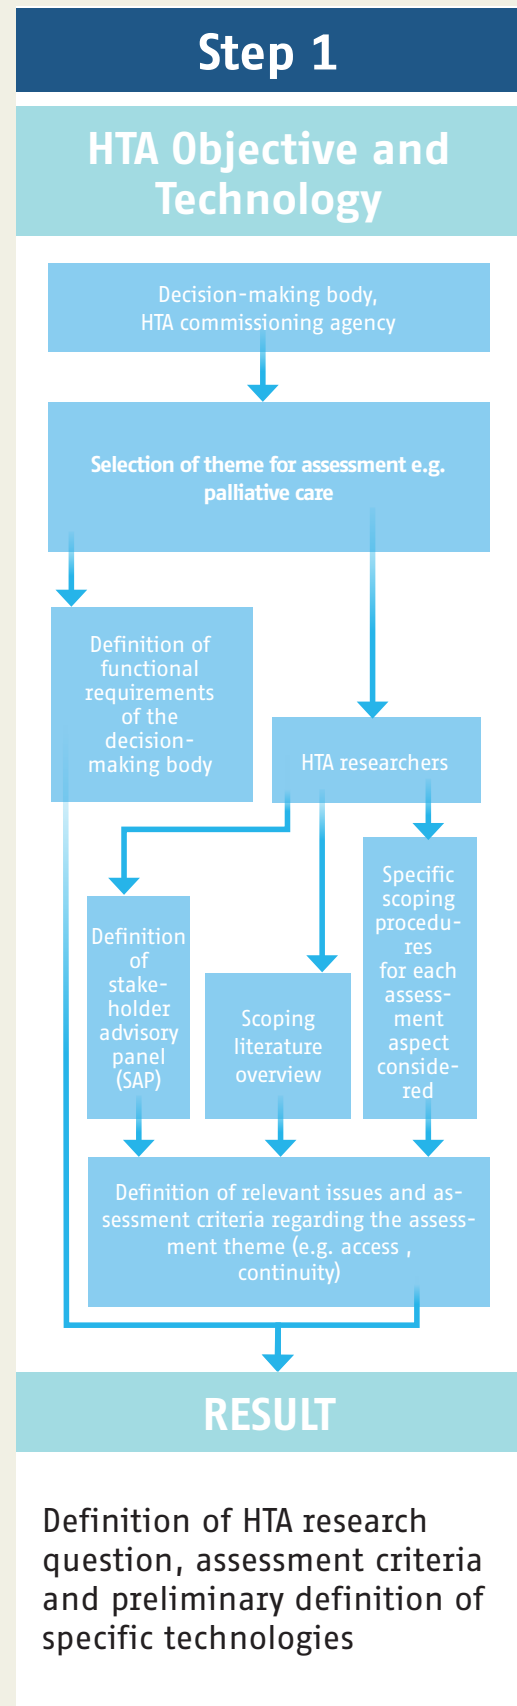 Step 1
HTA Objective and
Technology
Decision-making body,
HTA commissioning agency
Selection of theme for assessment e.g.
palliative care
Definition of
functional
requirements
of the
decision-
making body
HTA researchers
Definition
of
stake-
holder
advisory
panel
(SAP)
Scoping
literature
overview
Specific
scoping
procedu-
res
for each
assess-
ment
aspect
conside-
red
Definition of relevant issues and as-
sessment criteria regarding the assess-
ment theme (e.g. access ,
continuity)
RESULT
Definition of HTA research
question, assessment criteria
and preliminary definition of
specific technologies